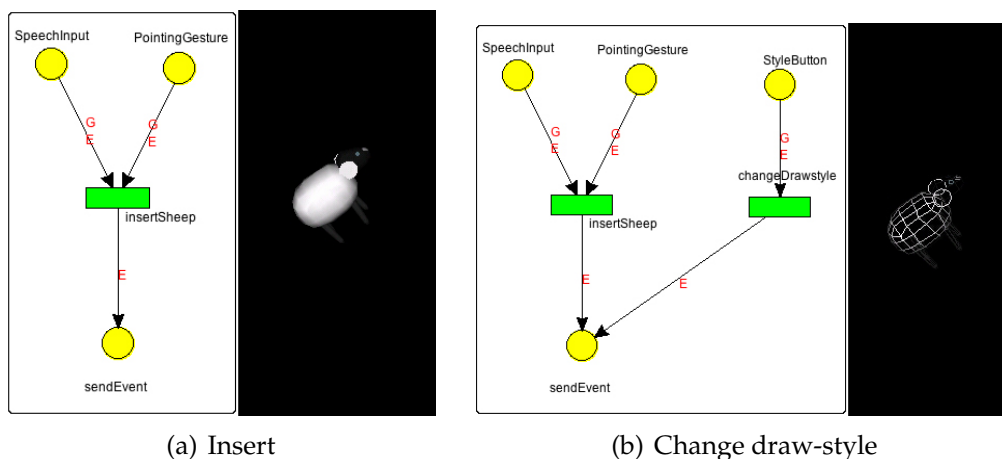 SpeechInput
PointingGesture
G
E
G
E
insertSheep
E
sendEvent
(a) Insert
SpeechInput
PointingGesture
StyleButton
G
E
G
E
G
E
changeDrawstyle
insertSheep
E
E
sendEvent
(b) Change draw-style